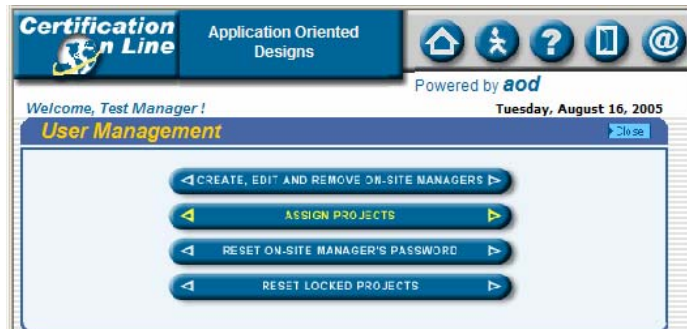 Certification
On Line
Application Oriented
Designs
?
@
Powered by aod
Welcome, Test Manager !
Tuesday, August 16, 2005
User Management
Close
CREATE, EDIT AND REMOVE ON-SITE MANAGERS
ASSIGN PROJECTS
RESET ON-SITE MANAGER'S PASSWORD
RESET LOCKED PROJECTS